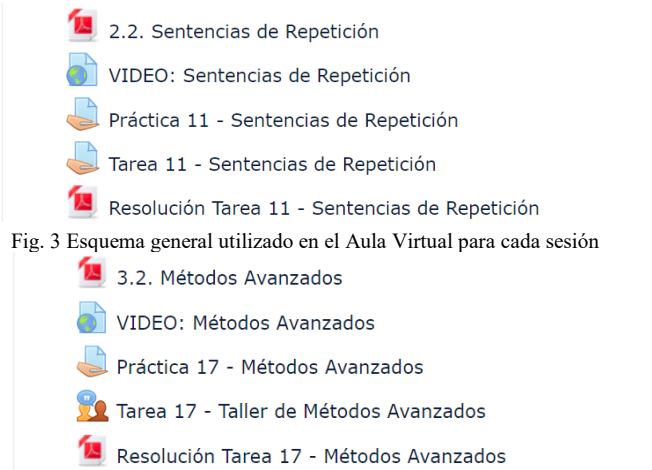 2.2. Sentencias de Repetición
VIDEO: Sentencias de Repetición
Práctica 11 - Sentencias de Repetición
Tarea 11 - Sentencias de Repetición
Resolución Tarea 11 - Sentencias de Repetición
Fig. 3 Esquema general utilizado en el Aula Virtual para cada sesión
3.2. Métodos Avanzados
VIDEO: Métodos Avanzados
Práctica 17 - Métodos Avanzados
Tarea 17 - Taller de Métodos Avanzados
Resolución Tarea 17 - Métodos Avanzados